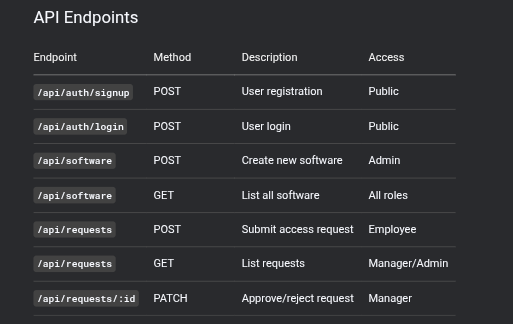 API Endpoints
Endpoint Method Description Access
/api/auth/signup POST User registration Public
/api/auth/login POST User login Public
/api/software POST Create new software Admin
/api/software GET List all software All roles
/api/requests POST Submit access request Employee
/api/requests GET List requests Manager/Admin
/api/requests/:id PATCH Approve/reject request Manager